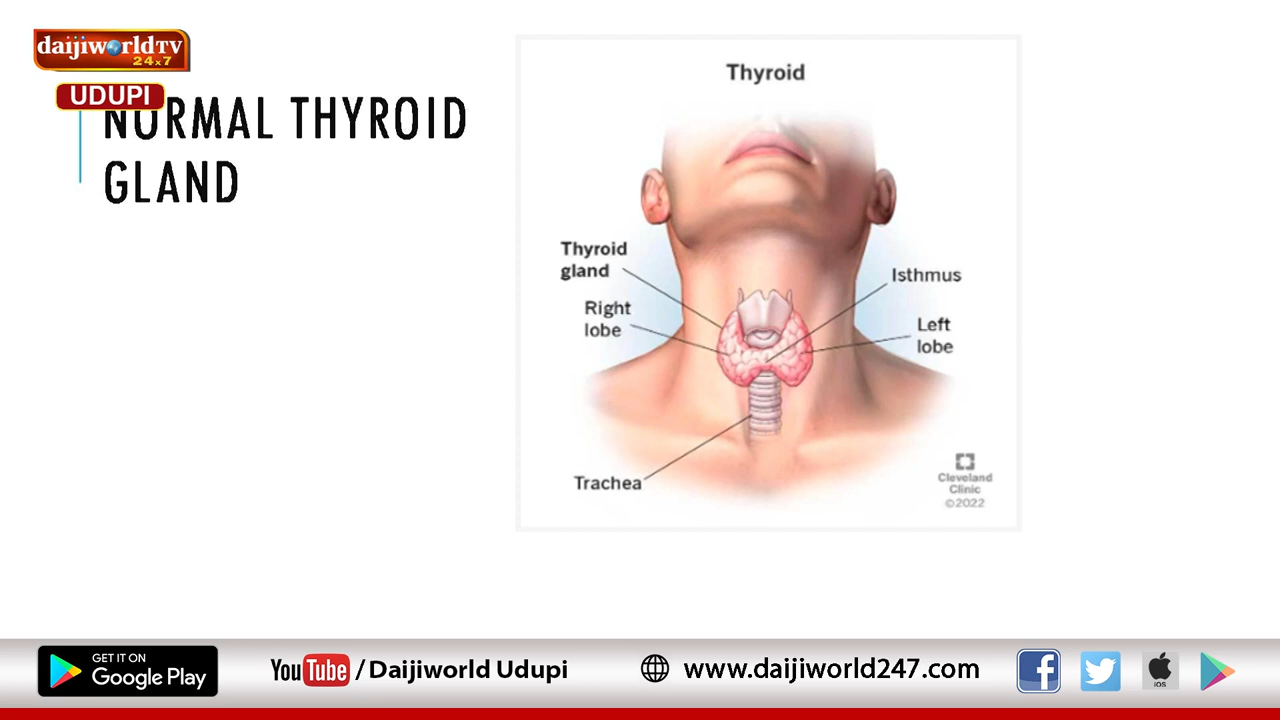 daijiworldTV
24x7
UDUPI
NORMAL THYROID
GLAND
Thyroid
Thyroid
gland
Right
lobe
Isthmus
Left
lobe
Trachea
Cleveland
Clinic
©2022
GET IT ON
Google Play
YouTube / Daijiworld Udupi
www.daijiworld247.com
f
iOS